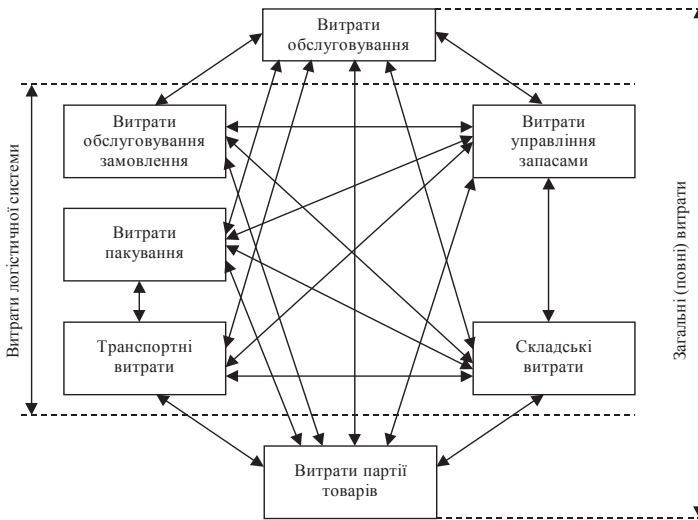 Витрати
обслуговування
Витрати
обслуговування
замовлення
Витрати
управління
запасами
Витрати
пакування
Транспортні
витрати
Складські
витрати
Витрати партії
товарів
Витрати логістичної системи
Загальні (повні) витрати